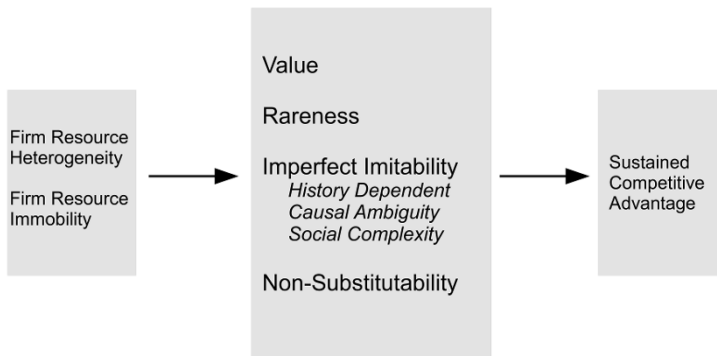 Firm Resource
Heterogeneity
Firm Resource
Immobility
Value
Rareness
Imperfect Imitability
History Dependent
Causal Ambiguity
Social Complexity
Non-Substitutability
Sustained
Competitive
Advantage